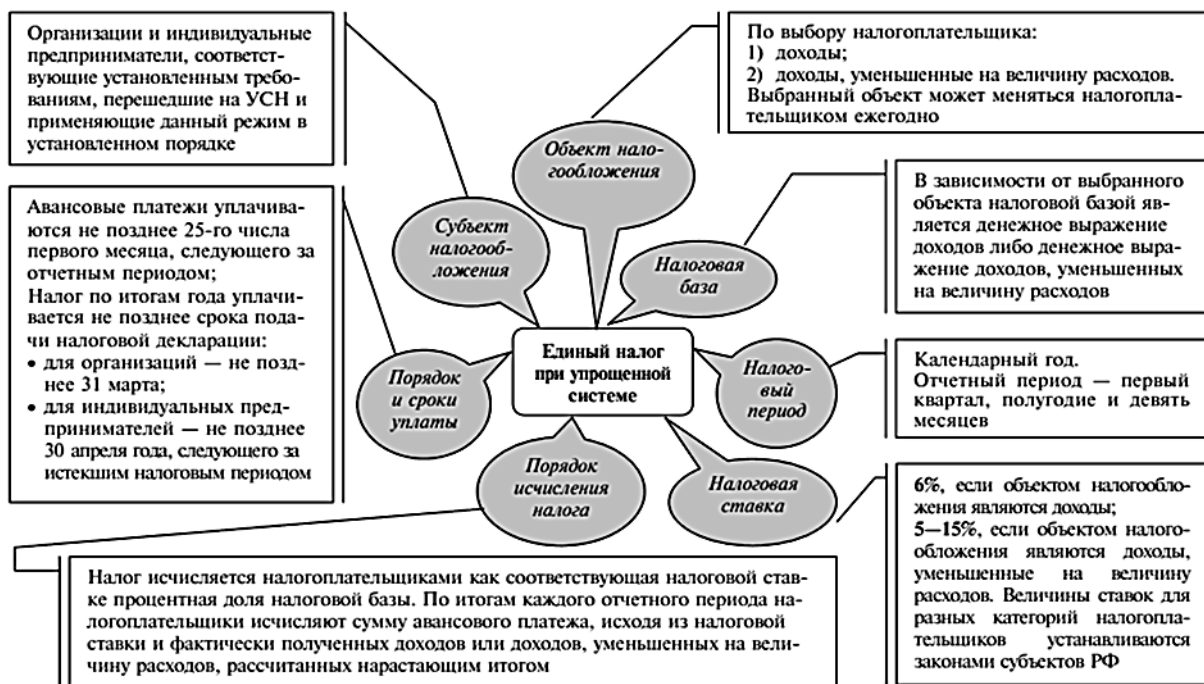 Организации и индивидуальные
предприниматели, соответст-
вующие установленным требо-
ваниям, перешедшие на УСН и
применяющие данный режим в
установленном порядке
По выбору налогоплательщика:
1) доходы;
2) доходы, уменьшенные на величину расходов.
Выбранный объект может меняться налогопла-
тельщиком ежегодно
Объект нало-
гообложения
Субъект
налогооб-
ложения
Налоговая
база
В зависимости от выбранного
объекта налоговой базой яв-
ляется денежное выражение
доходов либо денежное выра-
жение доходов, уменьшенных
на величину расходов
Авансовые платежи уплачива-
ются не позднее 25-го числа
первого месяца, следующего за
отчетным периодом;
Налог по итогам года уплачи-
вается не позднее срока пода-
чи налоговой декларации:
• для организаций — не позд-
нее 31 марта;
• для индивидуальных пред-
принимателей — не позднее
30 апреля года, следующего за
истекшим налоговым периодом
Единый налог
при упрощенной
системе
Порядок
и сроки
уплаты
Налого-
вый
период
Календарный год.
Отчетный период — первый
квартал, полугодие и девять
месяцев
Порядок
исчисления
налога
Налоговая
ставка
6%, если объектом налогообло-
жения являются доходы;
5—15%, если объектом налого-
обложения являются доходы,
уменьшенные на величину
расходов. Величины ставок для
разных категорий налогопла-
тельщиков устанавливаются
законами субъектов РФ
Налог исчисляется налогоплательщиками как соответствующая налоговой став-
ке процентная доля налоговой базы. По итогам каждого отчетного периода на-
логоплательщики исчисляют сумму авансового платежа, исходя из налоговой
ставки и фактически полученных доходов или доходов, уменьшенных на вели-
чину расходов, рассчитанных нарастающим итогом